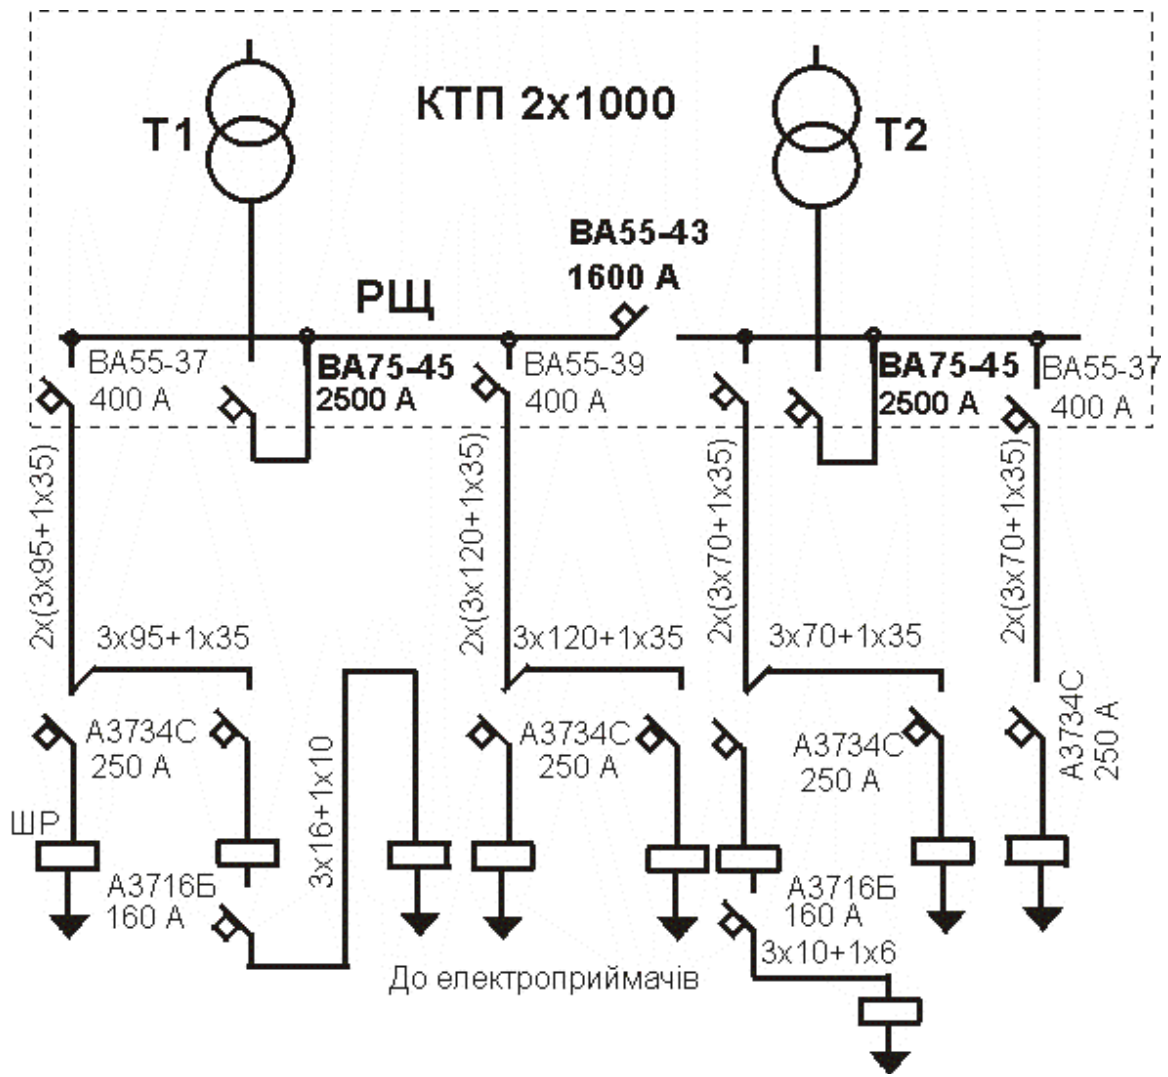 КТП 2х1000
Т1
Т2
ВА55-43
1600 А
РЩ
ВА55-37
400 А
ВА75-45
2500 А
ВА55-39
400 А
ВА75-45
2500 А
ВА55-37
400 А
2х(3х95+1х35)
2х(3х120+1х35)
2х(3х70+1х35)
2х(3х70+1х35)
3х95+1х35
3х120+1х35
3х70+1х35
А3734С
250 А
3х16+1х10
А3734С
250 А
А3734С
250 А
А3734С
250 А
ШР
А3716Б
160 А
А3716Б
160 А
3х10+1х6
До електроприймачів